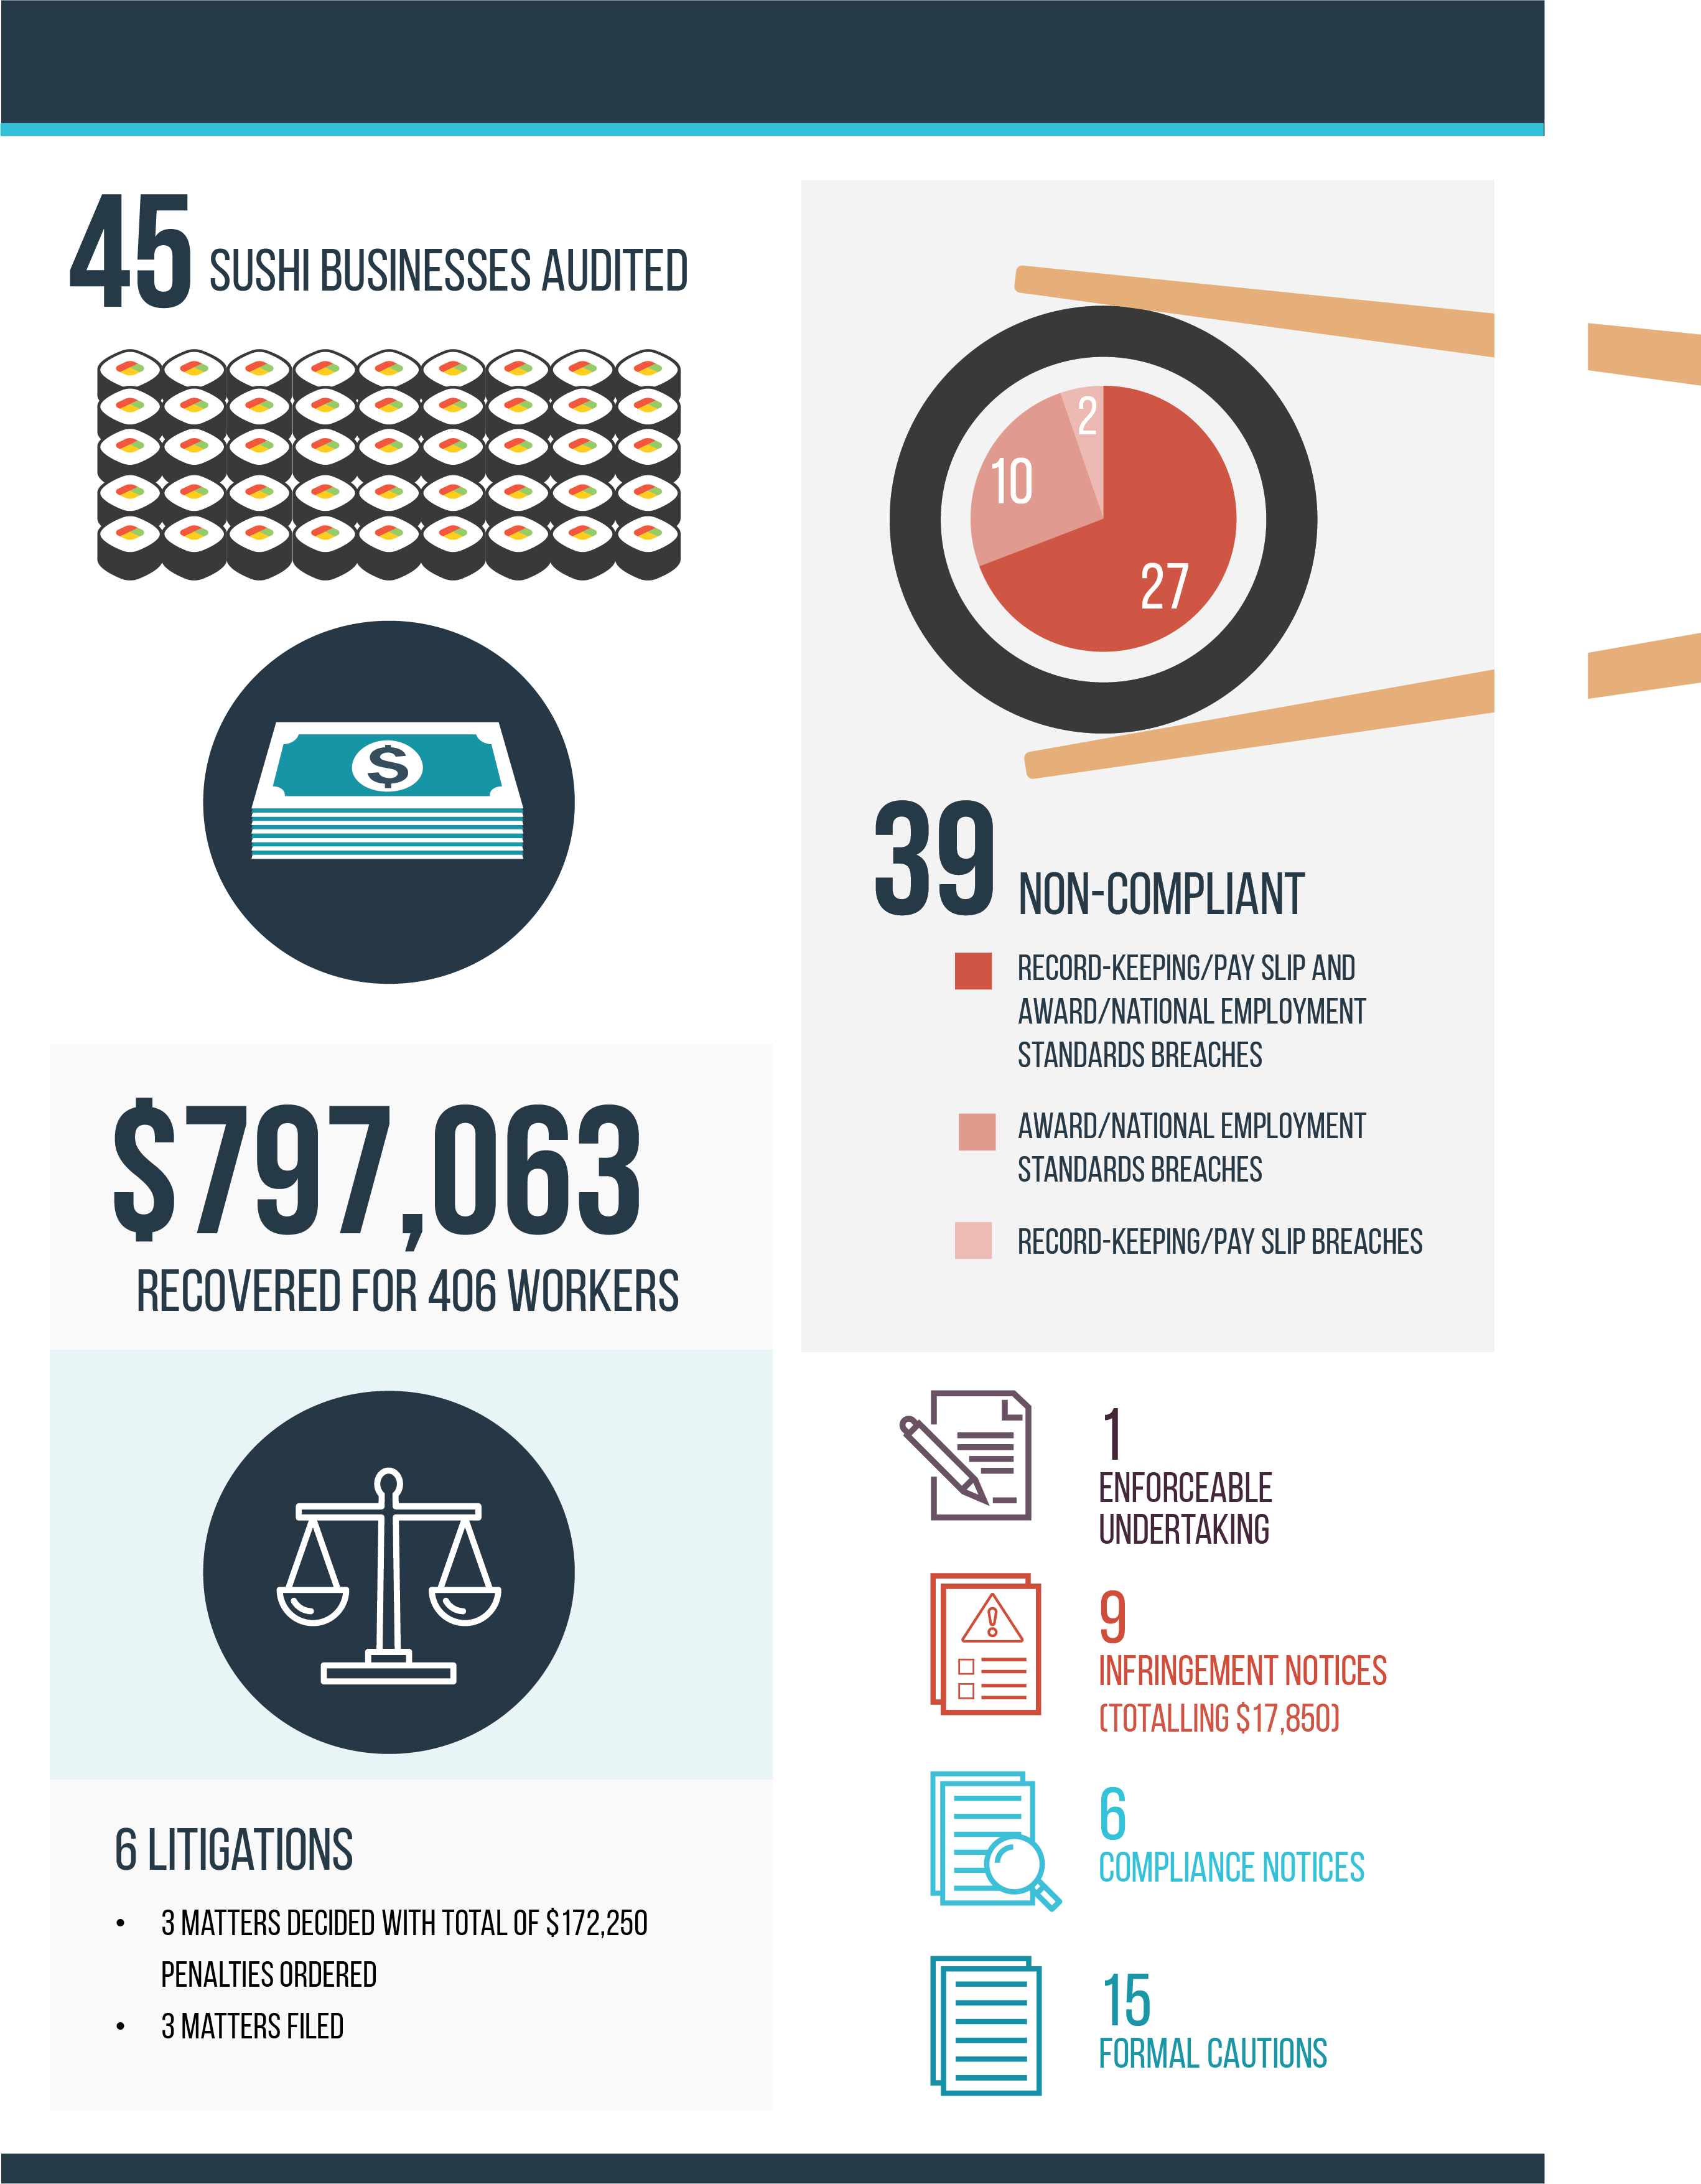 45 SUSHI BUSINESSES AUDITED
$
$797,063
RECOVERED FOR 406 WORKERS
6 LITIGATIONS
• 3 MATTERS DECIDED WITH TOTAL OF $172,250
PENALTIES ORDERED
• 3 MATTERS FILED
2
10
27
39 NON-COMPLIANT
RECORD-KEEPING/PAY SLIP AND
AWARD/NATIONAL EMPLOYMENT
STANDARDS BREACHES
AWARD/NATIONAL EMPLOYMENT
STANDARDS BREACHES
RECORD-KEEPING/PAY SLIP BREACHES
1
ENFORCEABLE
UNDERTAKING
9
INFRINGEMENT NOTICES
(TOTALLING $17,850)
6
COMPLIANCE NOTICES
15
FORMAL CAUTIONS